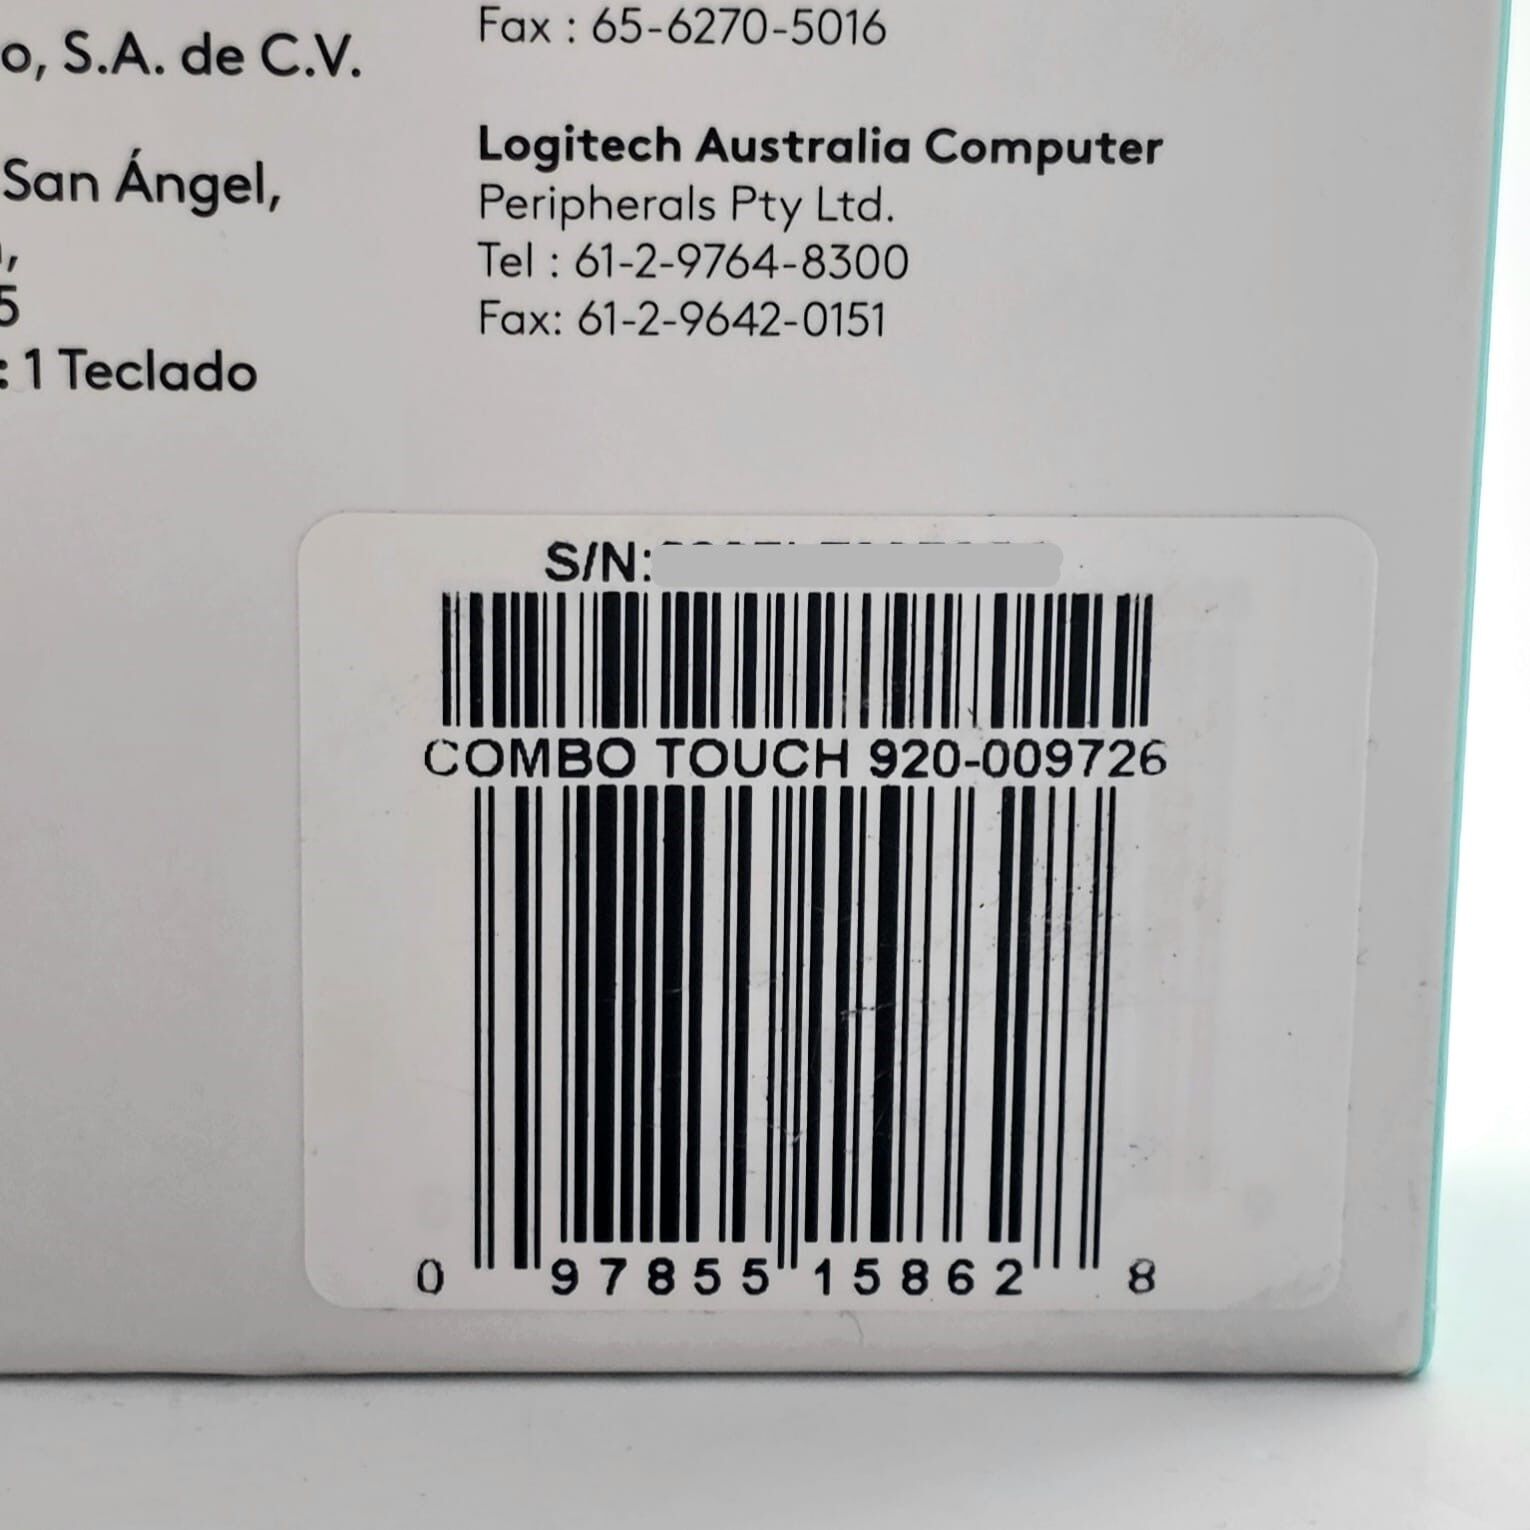 o, S.A. de C.V.
San Ángel,
,
5
: 1 Teclado
Fax : 65-6270-5016
Logitech Australia Computer
Peripherals Pty Ltd.
Tel : 61-2-9764-8300
Fax: 61-2-9642-0151
S/N:
COMBO TOUCH 920-009726
0 97855 15862 8